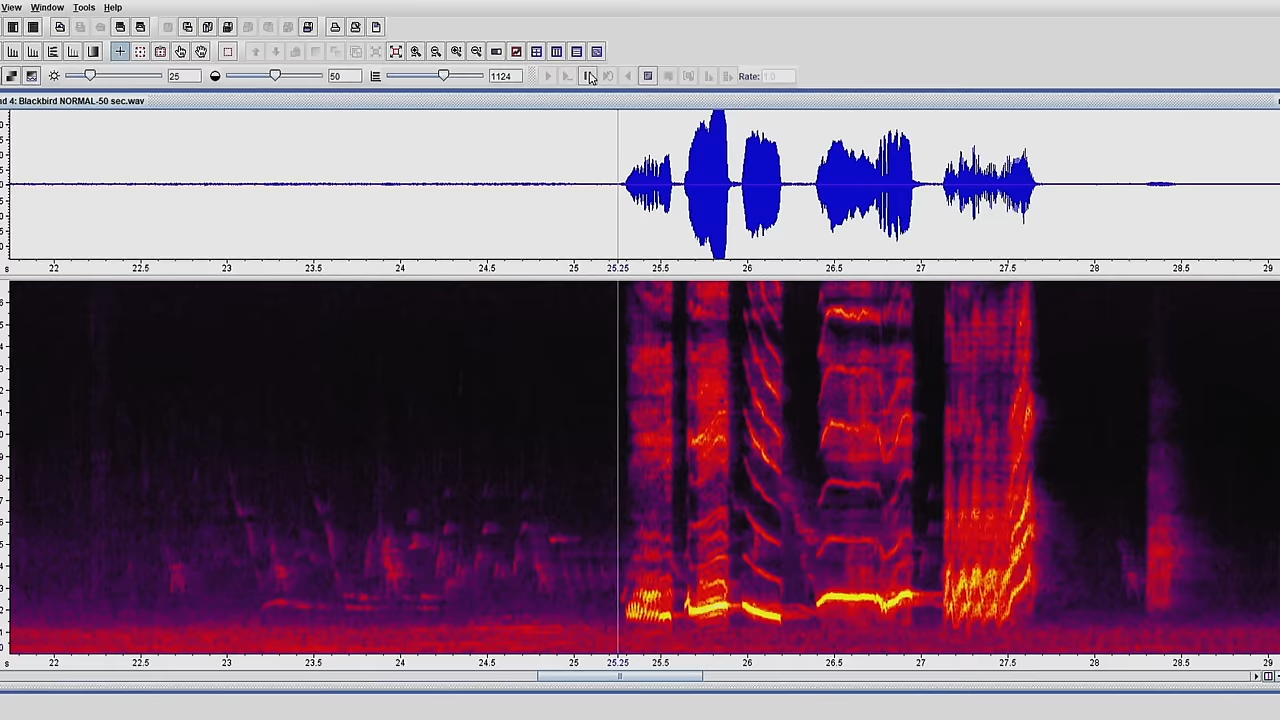 View Window Tools Help
25 50 1124 Rate: 1.0
nd 4: Blackbird NORMAL-50 sec.wav
s 22 22.5 23 23.5 24 24.5 25 25.25 25.5 26 26.5 27 27.5 28 28.5 29
s 22 22.5 23 23.5 24 24.5 25 25.25 25.5 26 26.5 27 27.5 28 28.5 29